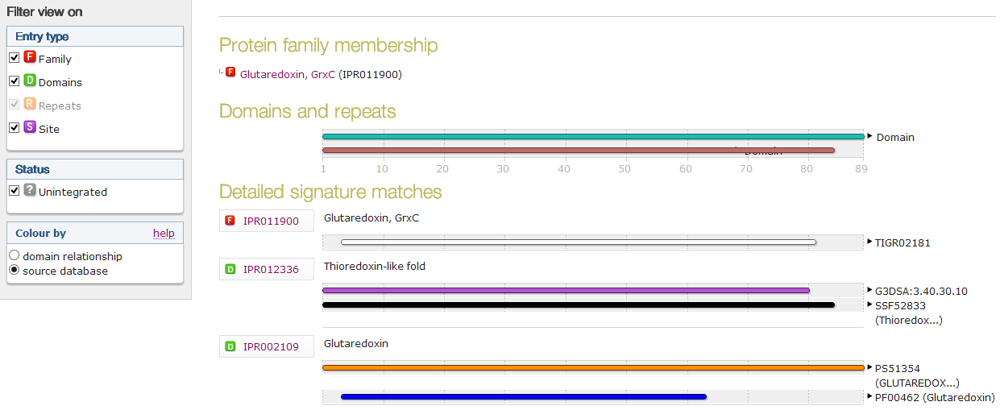 Filter view on
Entry type
F Family
D Domains
R Repeats
S Site
Status
? Unintegrated
Colour by help
domain relationship
source database
Protein family membership
F Glutaredoxin, GrxC (IPR011900)
Domains and repeats
Domain
Domain
1 10 20 30 40 50 60 70 80 89
Detailed signature matches
F IPR011900 Glutaredoxin, GrxC
TIGR02181
D IPR012336 Thioredoxin-like fold
G3DSA:3.40.30.10
SSF52833
(Thioredox...)
D IPR002109 Glutaredoxin
PS51354
(GLUTAREDOX...)
PF00462 (Glutaredoxin)